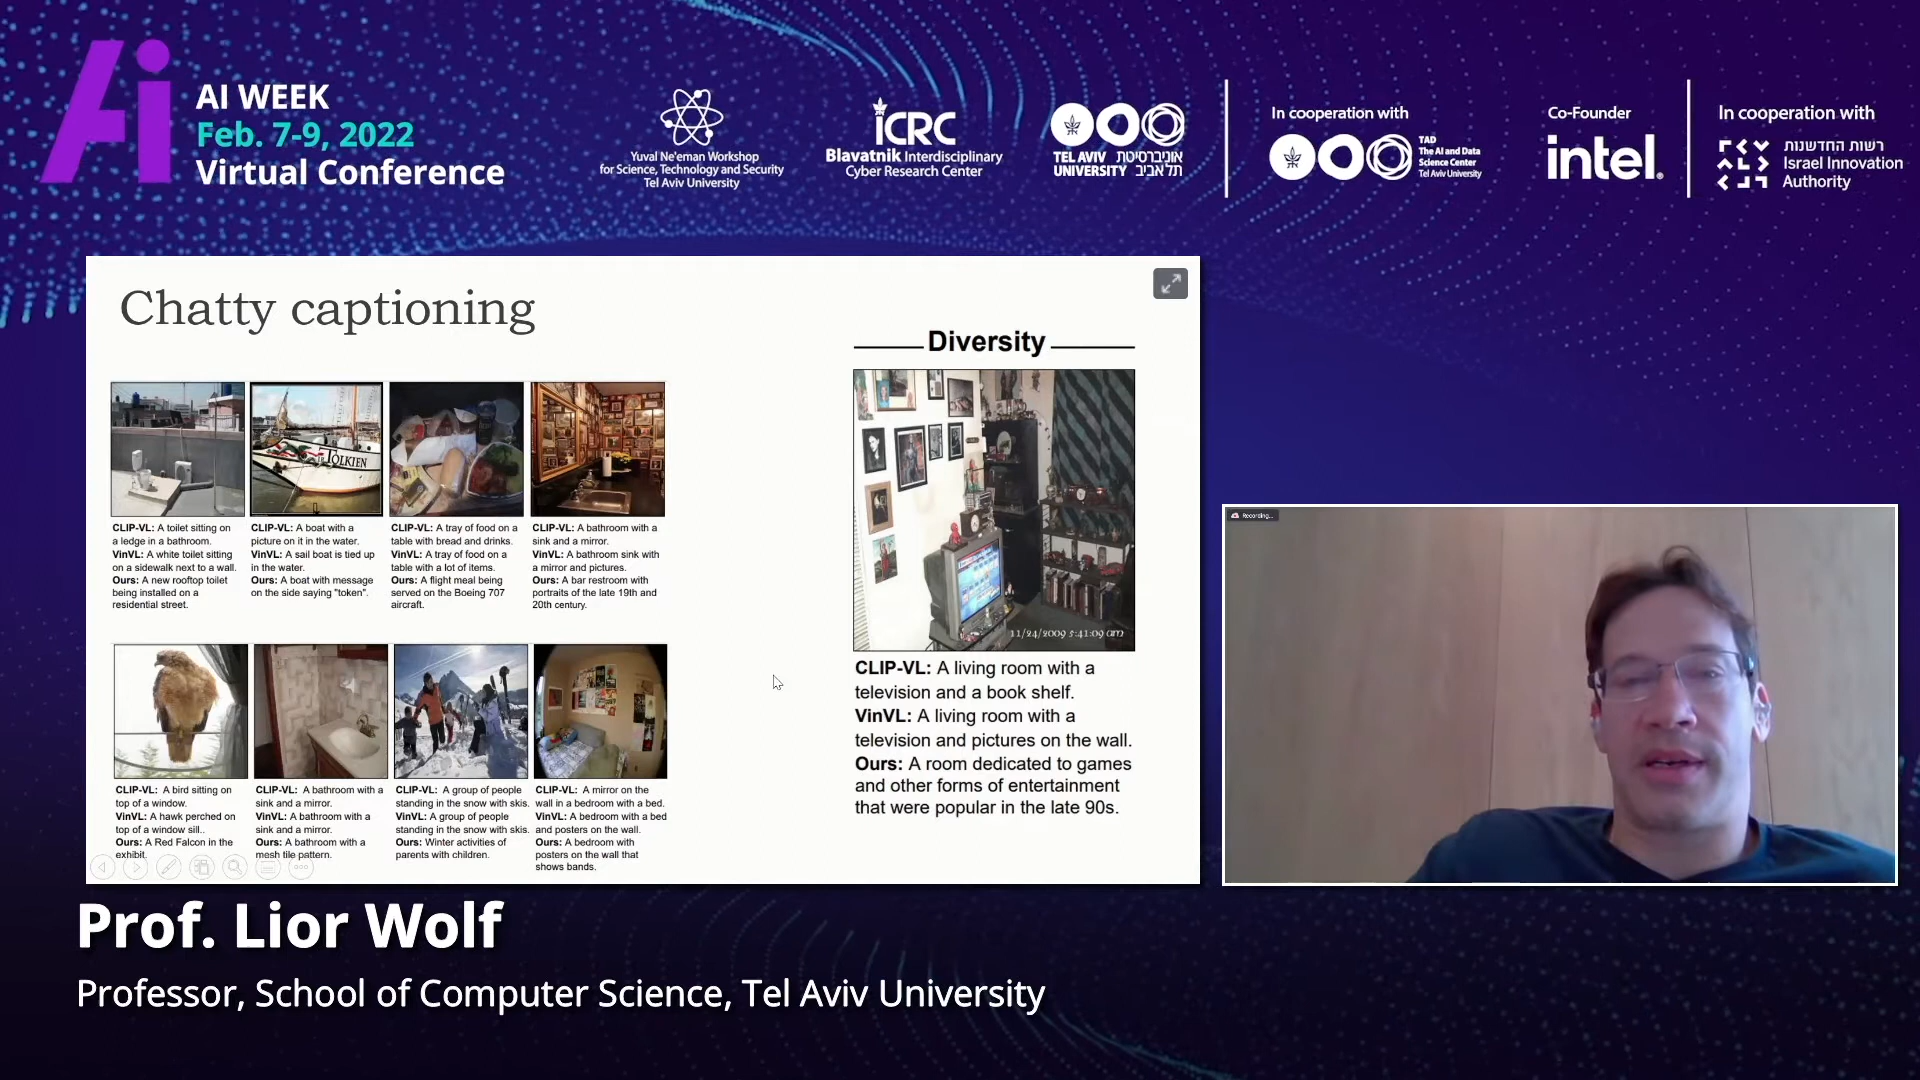 Ai
AI WEEK
Feb. 7-9, 2022
Virtual Conference
Yuval Ne'eman Workshop
for Science, Technology and Security
Tel Aviv University
ICRC
Blavatnik Interdisciplinary
Cyber Research Center
TEL AVIV אוניברסיטת
UNIVERSITY תל אביב
In cooperation with
TAD
The AI and Data
Science Center
Tel Aviv University
Co-Founder
intel.
In cooperation with
רשות החדשנות
Israel Innovation
Authority
Chatty captioning
TOLKIEN
CLIP-VL: A toilet sitting on
a ledge in a bathroom.
VinVL: A white toilet sitting
on a sidewalk next to a wall.
Ours: A new rooftop toilet
being installed on a
residential street.
CLIP-VL: A boat with a
picture on it in the water.
VinVL: A sail boat is tied up
in the water.
Ours: A boat with message
on the side saying "token".
CLIP-VL: A tray of food on a
table with bread and drinks.
VinVL: A tray of food on a
table with a lot of items.
Ours: A flight meal being
served on the Boeing 707
aircraft.
CLIP-VL: A bathroom with a
sink and a mirror.
VinVL: A bathroom sink with
a mirror and pictures.
Ours: A bar restroom with
portraits of the late 19th and
20th century.
CLIP-VL: A bird sitting on
top of a window.
VinVL: A hawk perched on
top of a window sill..
Ours: A Red Falcon in the
exhibit.
CLIP-VL: A bathroom with a
sink and a mirror.
VinVL: A bathroom with a
sink and a mirror.
Ours: A bathroom with a
mesh tile pattern.
CLIP-VL: A group of people
standing in the snow with skis.
VinVL: A group of people
standing in the snow with skis.
Ours: Winter activities of
parents with children.
CLIP-VL: A mirror on the
wall in a bedroom with a bed.
VinVL: A bedroom with a bed
and posters on the wall.
Ours: A bedroom with
posters on the wall that
shows bands.
Diversity
11/24/2009 5:41:09 am
CLIP-VL: A living room with a
television and a book shelf.
VinVL: A living room with a
television and pictures on the wall.
Ours: A room dedicated to games
and other forms of entertainment
that were popular in the late 90s.
Recording...
Prof. Lior Wolf
Professor, School of Computer Science, Tel Aviv University